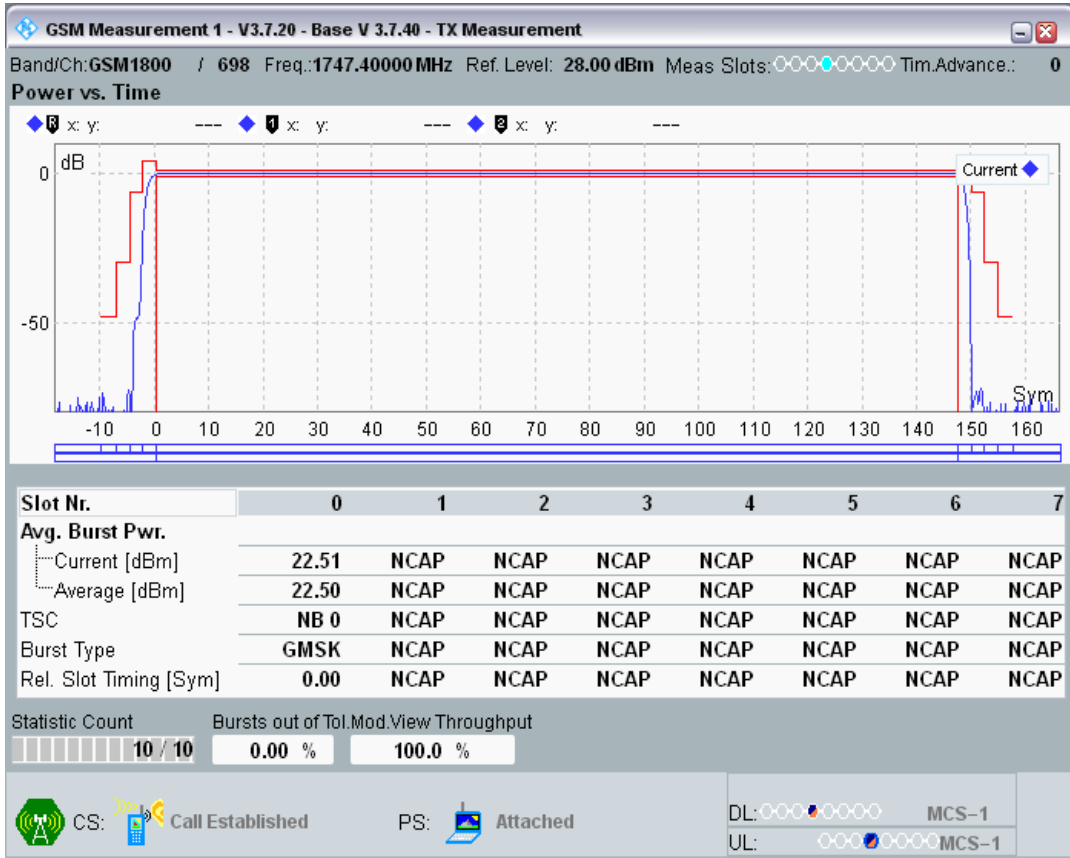 GSM Measurement 1 - V3.7.20 - Base V 3.7.40 - TX Measurement
Band/Ch:GSM1800 / 698 Freq.:1747.40000 MHz Ref. Level: 28.00 dBm Meas Slots: Tim.Advance.: 0
Power vs. Time
R x: y: --- 1 x: y: --- 2 x: y: ---
dB
Current
0
-50
Sym
-10 0 10 20 30 40 50 60 70 80 90 100 110 120 130 140 150 160
Slot Nr. 0 1 2 3 4 5 6 7
Avg. Burst Pwr.
Current [dBm] 22.51 NCAP NCAP NCAP NCAP NCAP NCAP NCAP
Average [dBm] 22.50 NCAP NCAP NCAP NCAP NCAP NCAP NCAP
TSC NB 0 NCAP NCAP NCAP NCAP NCAP NCAP NCAP
Burst Type GMSK NCAP NCAP NCAP NCAP NCAP NCAP NCAP
Rel. Slot Timing [Sym] 0.00 NCAP NCAP NCAP NCAP NCAP NCAP NCAP
Statistic Count Bursts out of Tol. Mod.View Throughput
10 / 10 0.00 % 100.0 %
CS: Call Established PS: Attached
DL: MCS-1
UL: MCS-1